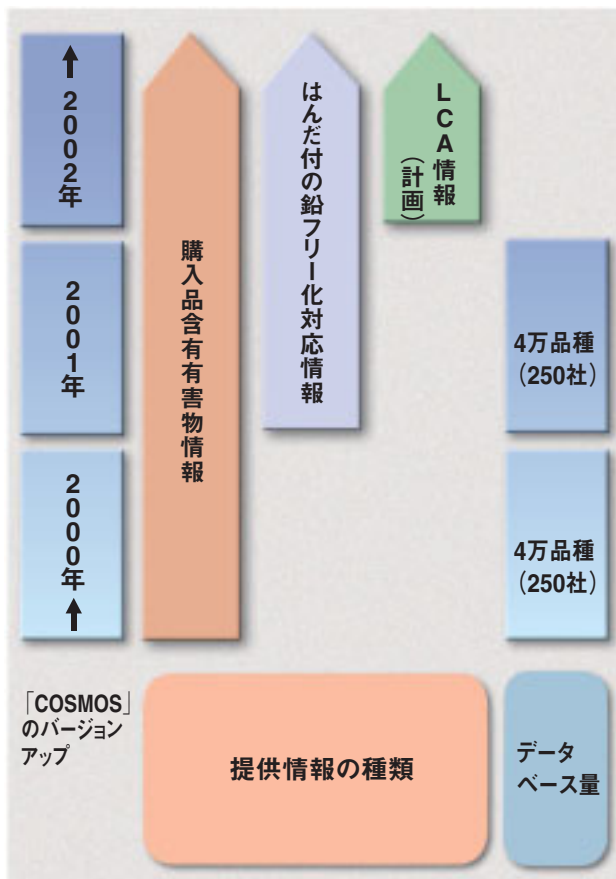 2002年
2001年
2000年
購入品含有有害物情報
はんだ付の鉛フリー化対応情報
LCA情報
(計画)
4万品種
(250社)
4万品種
(250社)
「COSMOS」
のバージョン
アップ
提供情報の種類
データ
ベース量